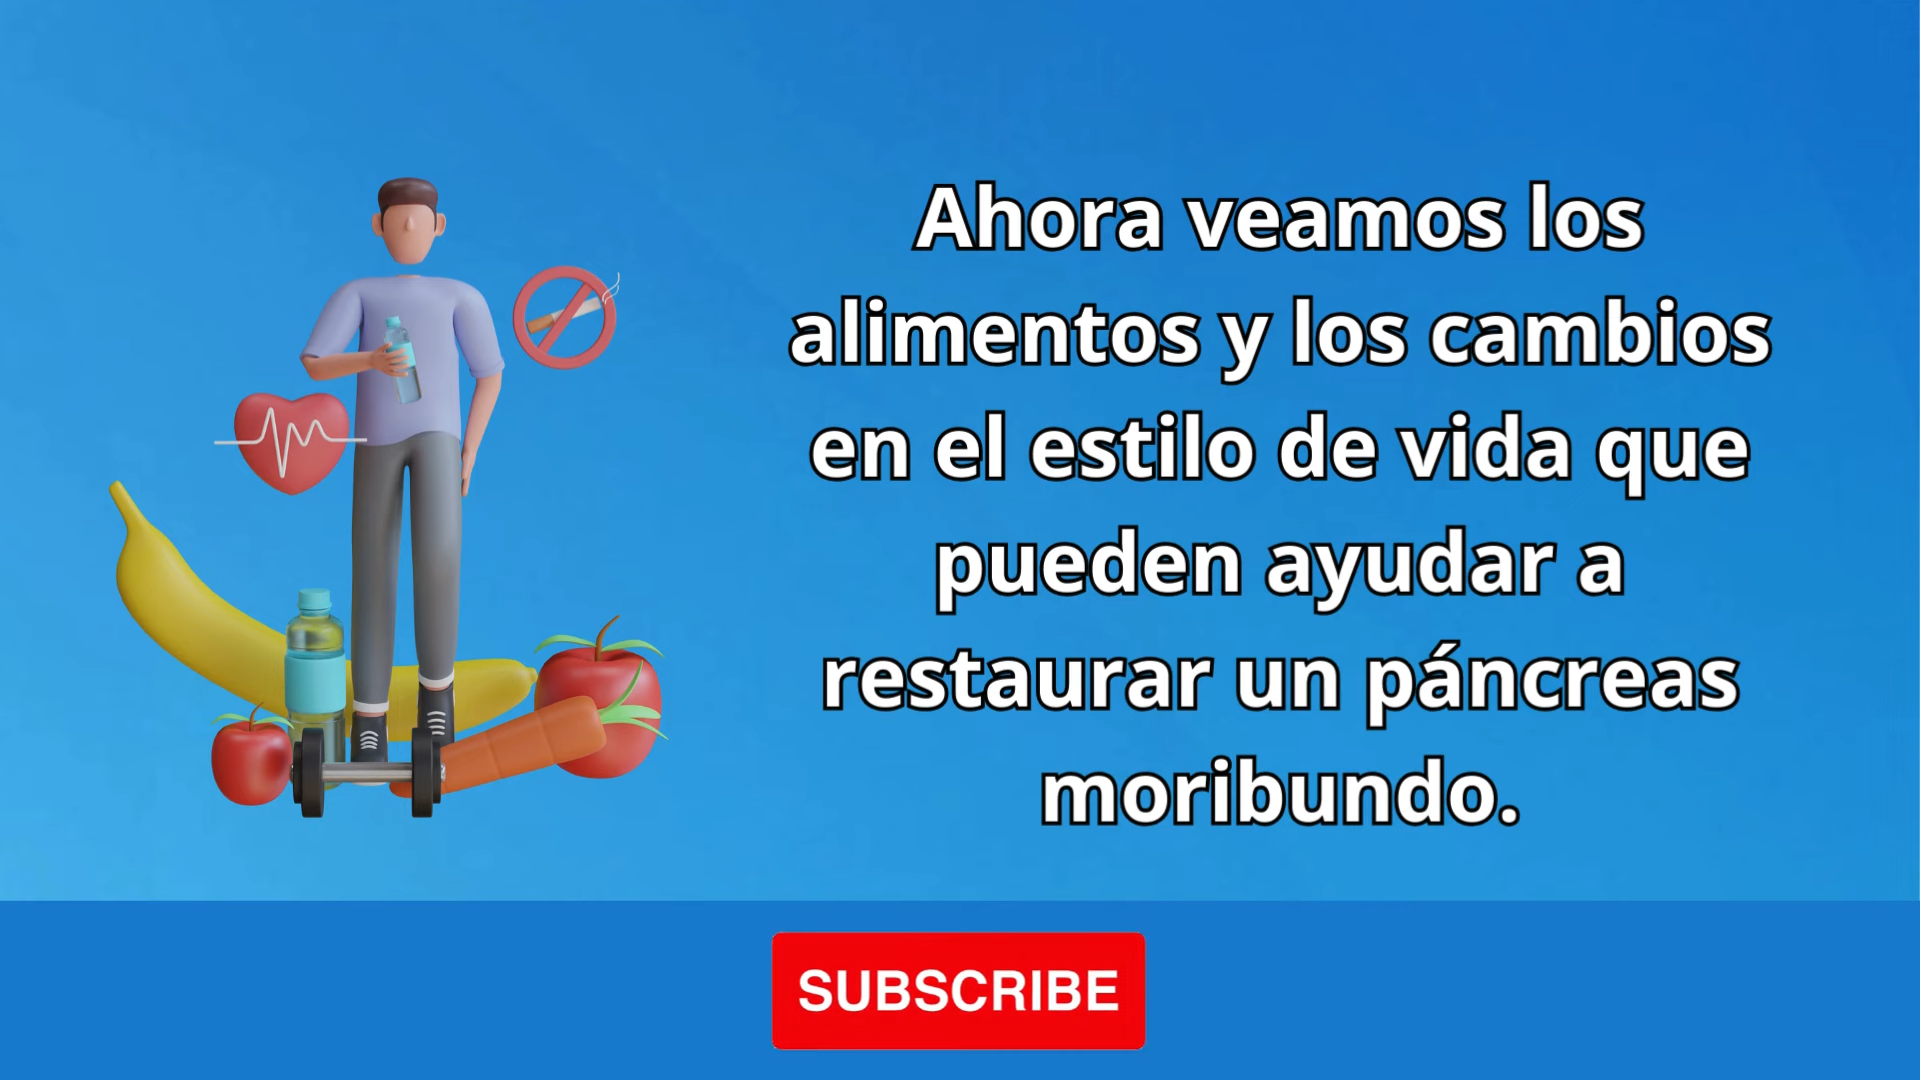 Ahora veamos los
alimentos y los cambios
en el estilo de vida que
pueden ayudar a
restaurar un páncreas
moribundo.
SUBSCRIBE